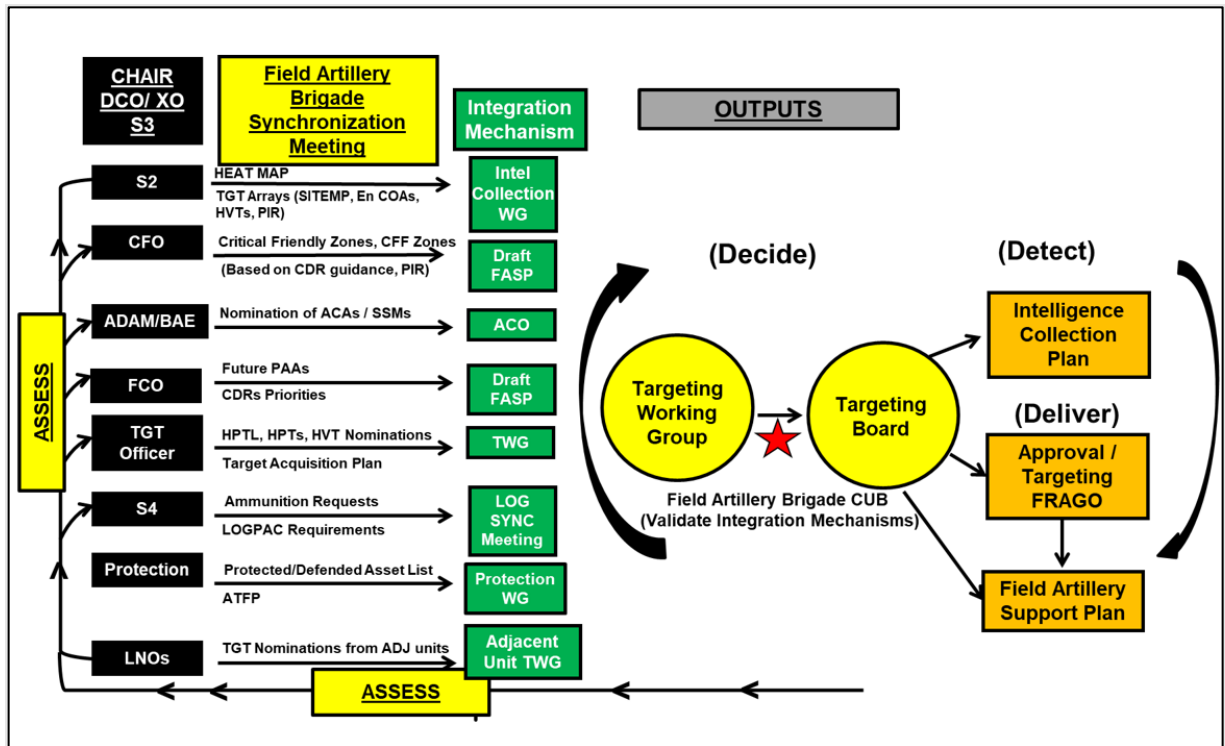 CHAIR
DCO/ XO
S3
Field Artillery
Brigade
Synchronization
Meeting
Integration
Mechanism
OUTPUTS
S2
HEAT MAP
TGT Arrays (SITEMP, En COAs,
HVTs, PIR)
Intel
Collection
WG
CFO
Critical Friendly Zones, CFF Zones
(Based on CDR guidance, PIR)
Draft
FASP
ADAM/BAE
Nomination of ACAs / SSMs
ACO
FCO
Future PAAs
CDRs Priorities
Draft
FASP
TGT
Officer
HPTL, HPTs, HVT Nominations
Target Acquisition Plan
TWG
S4
Ammunition Requests
LOGPAC Requirements
LOG
SYNC
Meeting
Protection
Protected/Defended Asset List
ATFP
Protection
WG
LNOs
TGT Nominations from ADJ units
Adjacent
Unit TWG
ASSESS
ASSESS
(Decide)
(Detect)
Targeting
Working
Group
Targeting
Board
Field Artillery Brigade CUB
(Validate Integration Mechanisms)
Intelligence
Collection
Plan
(Deliver)
Approval /
Targeting
FRAGO
Field Artillery
Support Plan